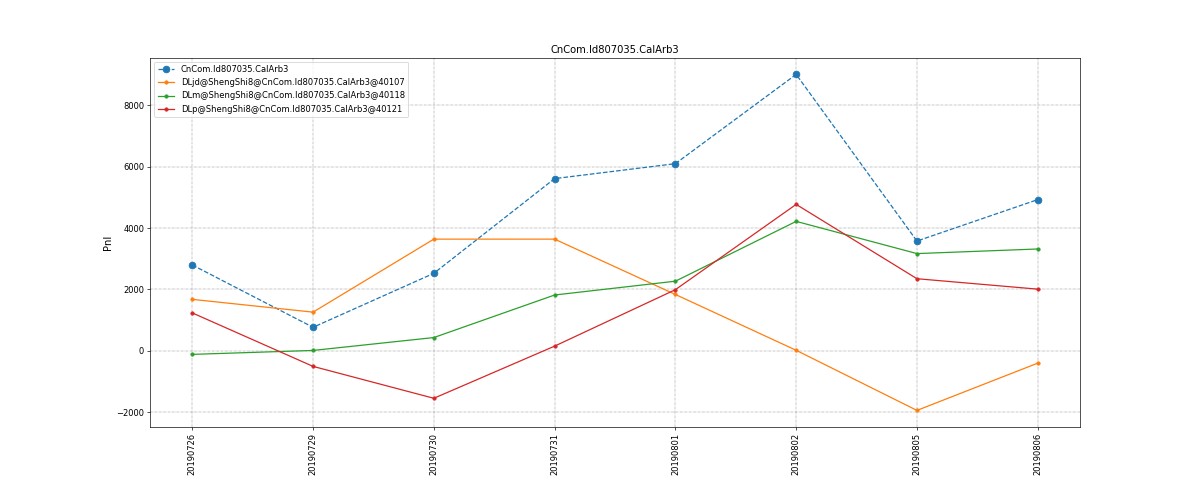 CnCom.Id807035.CalArb3
CnCom.Id807035.CalArb3
DLjd@ShengShi8@CnCom.Id807035.CalArb3@40107
DLm@ShengShi8@CnCom.Id807035.CalArb3@40118
DLp@ShengShi8@CnCom.Id807035.CalArb3@40121
8000
6000
4000
2000
0
−2000
Pnl
20190726
20190729
20190730
20190731
20190801
20190802
20190805
20190806